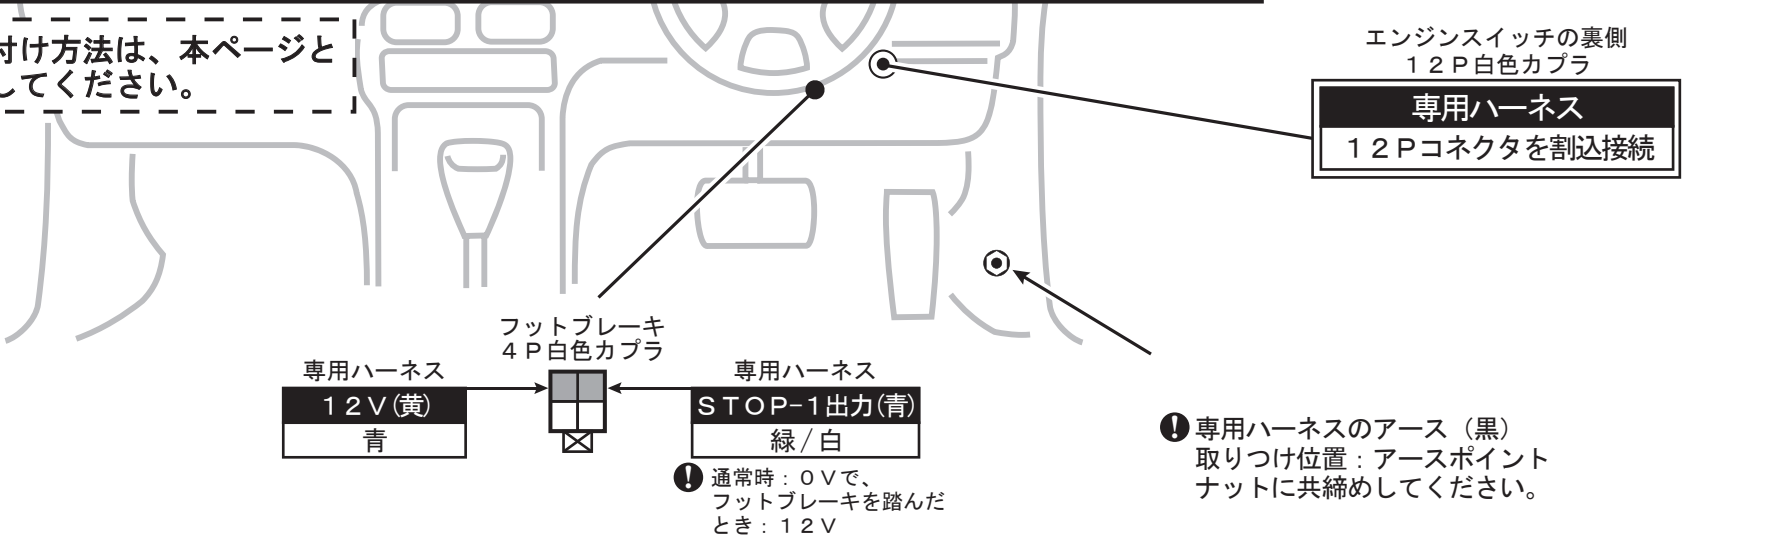 付け方法は、本ページと
してください。
エンジンスイッチの裏側
12P白色カプラ
専用ハーネス
12Pコネクタを割込接続
フットブレーキ
4P白色カプラ
専用ハーネス
12V(黄)
青
専用ハーネス
STOP-1出力(青)
緑/白
通常時:0Vで、
フットブレーキを踏んだ
とき:12V
専用ハーネスのアース(黒)
取りつけ位置:アースポイント
ナットに共締めしてください。